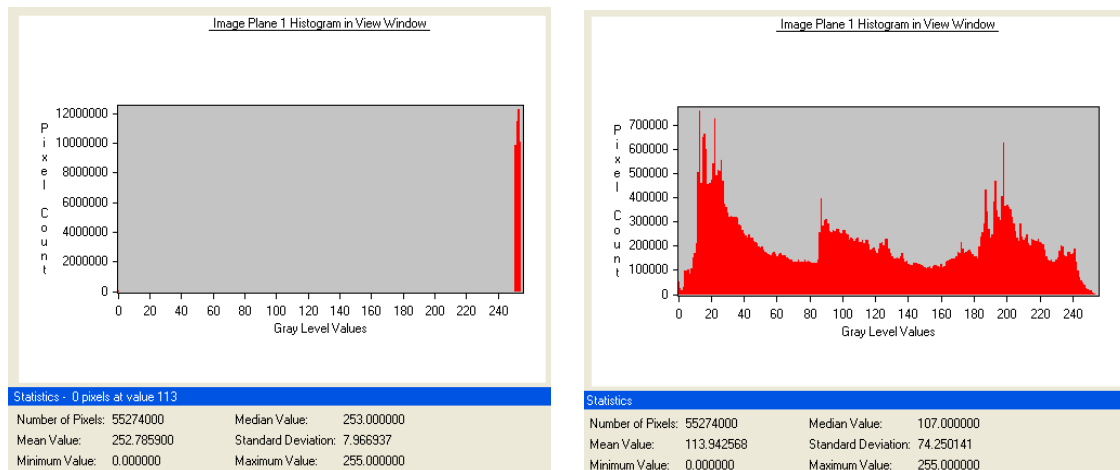 Image Plane 1 Histogram in View Window
Pixel Count
12000000
10000000
8000000
6000000
4000000
2000000
0
0 20 40 60 80 100 120 140 160 180 200 220 240
Gray Level Values
Statistics - 0 pixels at value 113
Number of Pixels: 55274000 Median Value: 253.000000
Mean Value: 252.785900 Standard Deviation: 7.966937
Minimum Value: 0.000000 Maximum Value: 255.000000
Image Plane 1 Histogram in View Window
Pixel Count
700000
600000
500000
400000
300000
200000
100000
0
0 20 40 60 80 100 120 140 160 180 200 220 240
Gray Level Values
Statistics
Number of Pixels: 55274000 Median Value: 107.000000
Mean Value: 113.942568 Standard Deviation: 74.250141
Minimum Value: 0.000000 Maximum Value: 255.000000